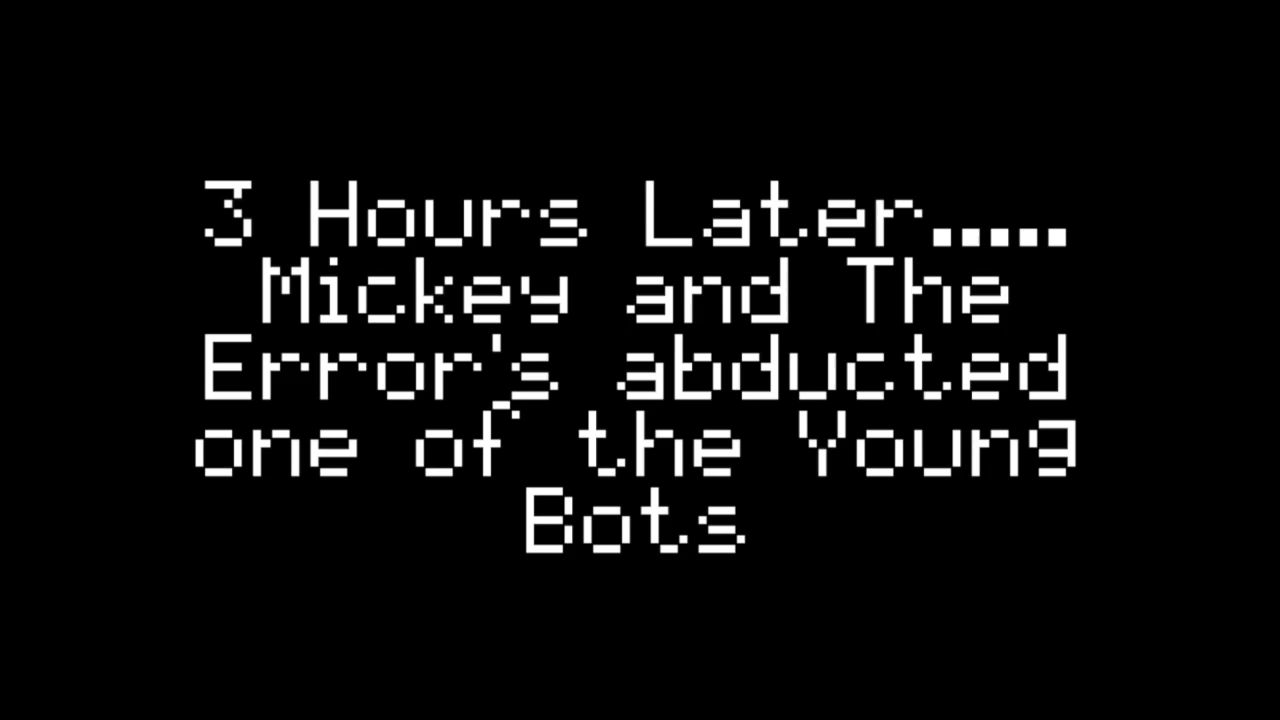 3 Hours Later.....
Mickey and The
Error's abducted
one of the Young
Bots